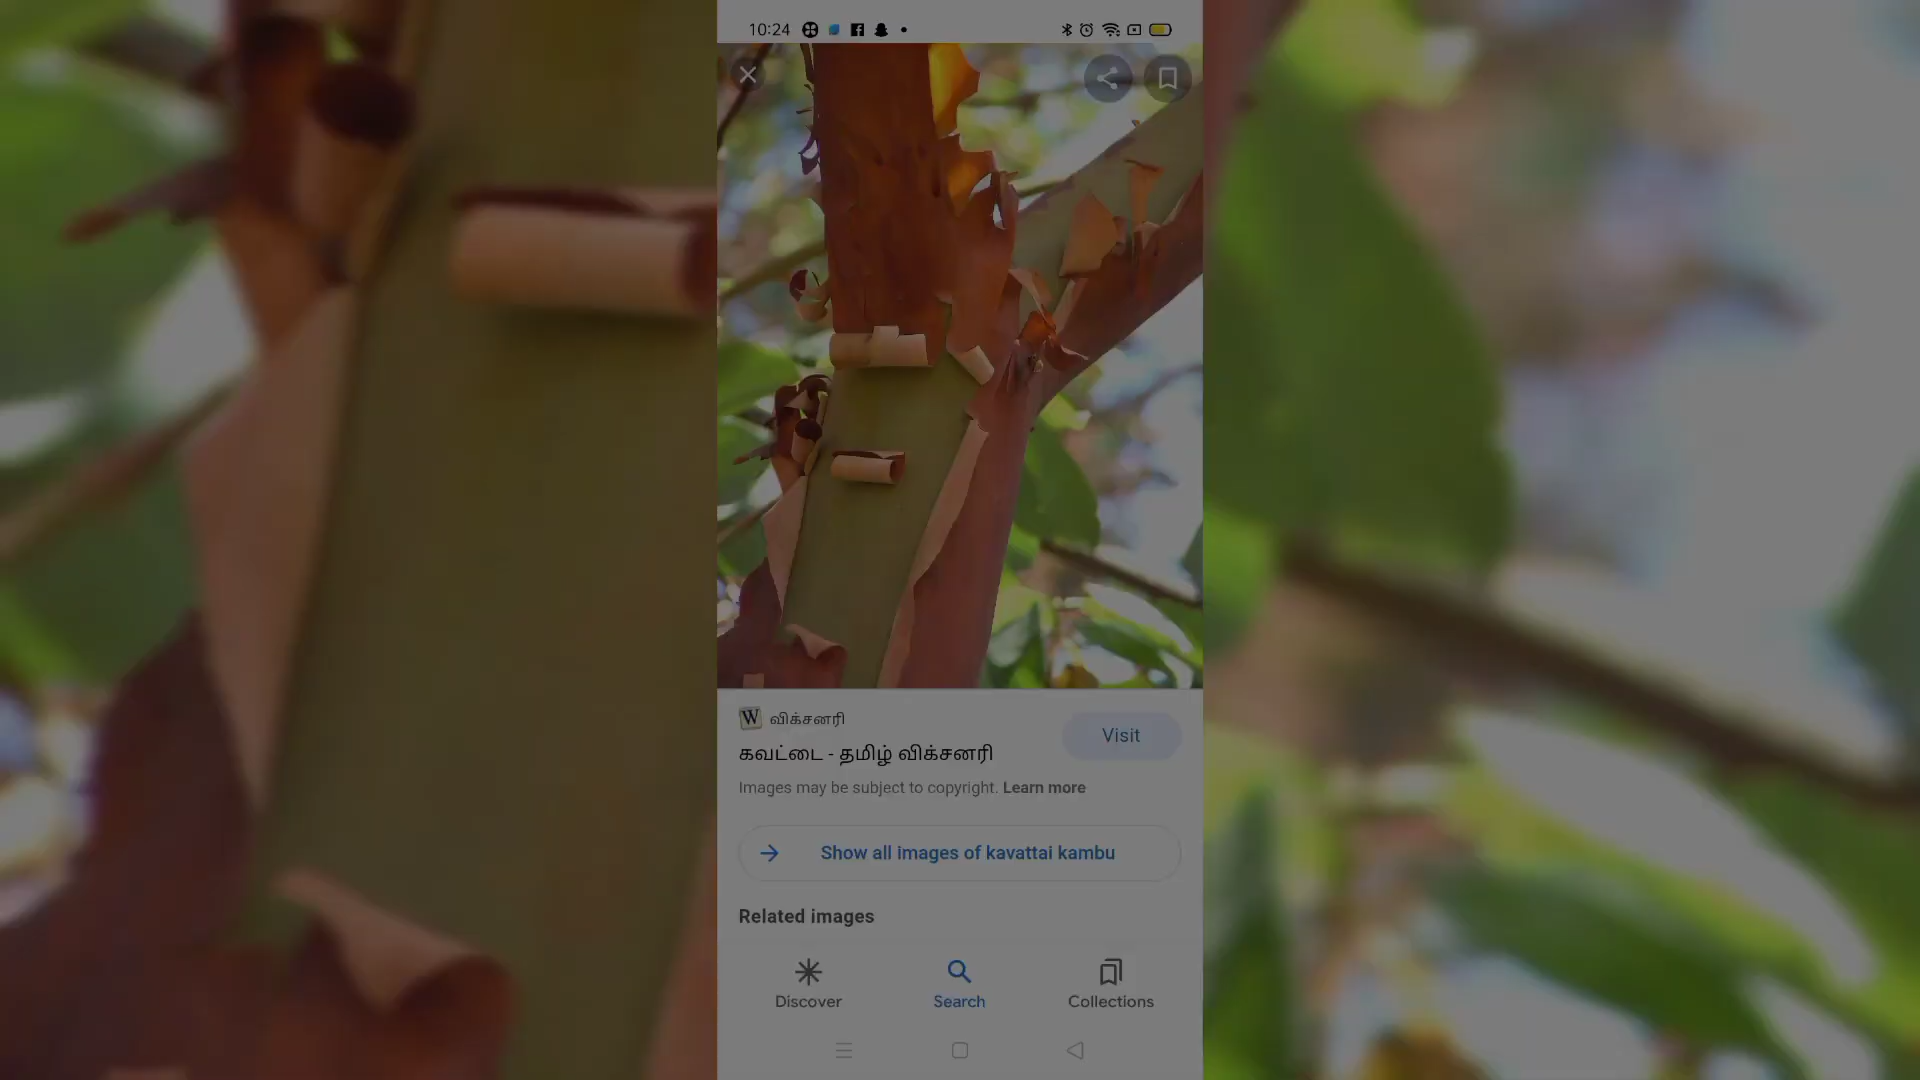 10:24
விக்சனரி
கவட்டை - தமிழ் விக்சனரி
Visit
Images may be subject to copyright. Learn more
Show all images of kavattai kambu
Related images
Discover
Search
Collections